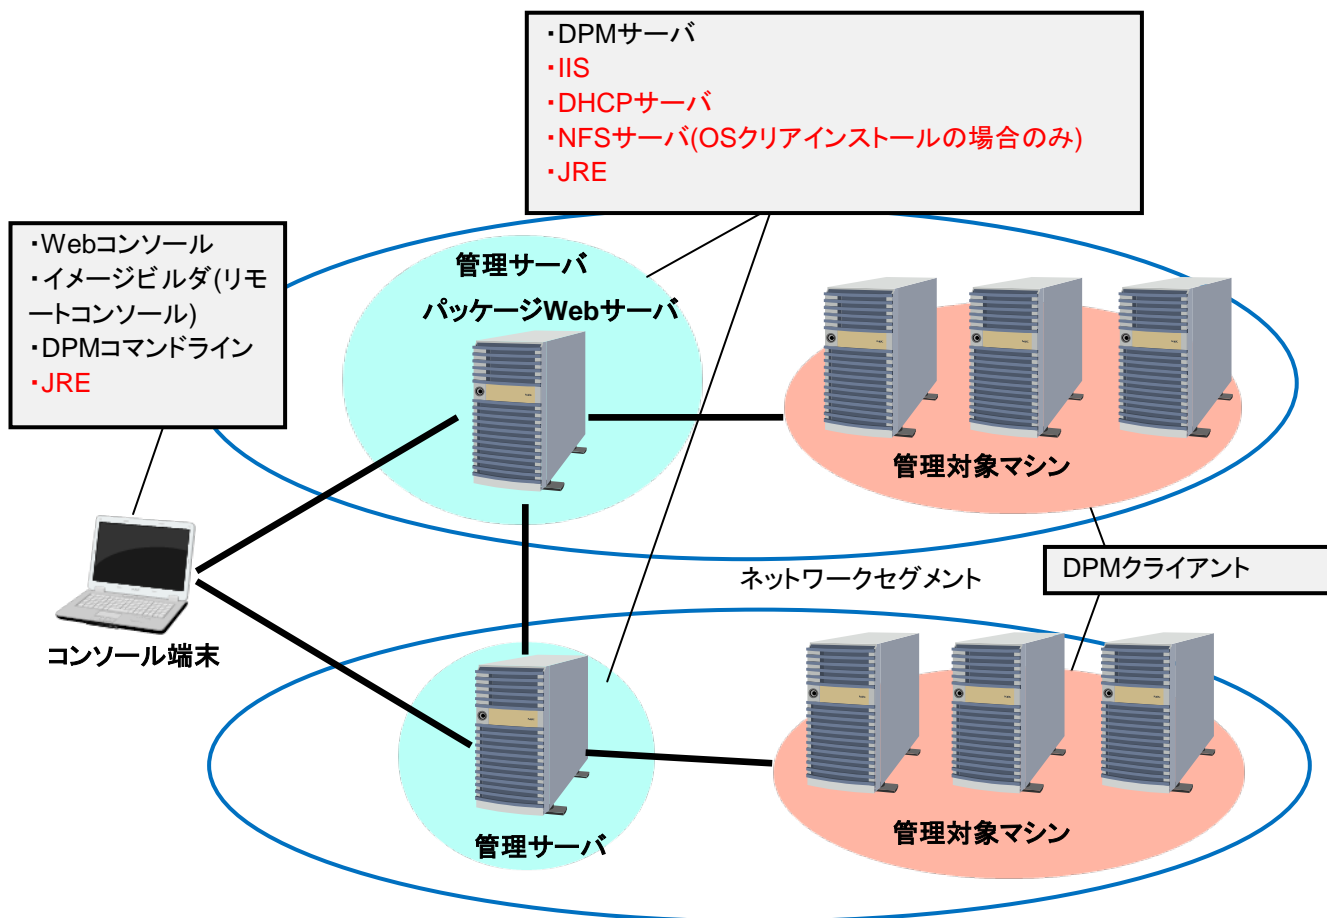 ・DPMサーバ
・IIS
・DHCPサーバ
・NFSサーバ(OSクリアインストールの場合のみ)
・JRE
・Webコンソール
・イメージビルダ(リモ
ートコンソール)
・DPMコマンドライン
・JRE
管理サーバ
パッケージWebサーバ
管理対象マシン
ネットワークセグメント
DPMクライアント
コンソール端末
管理サーバ
管理対象マシン